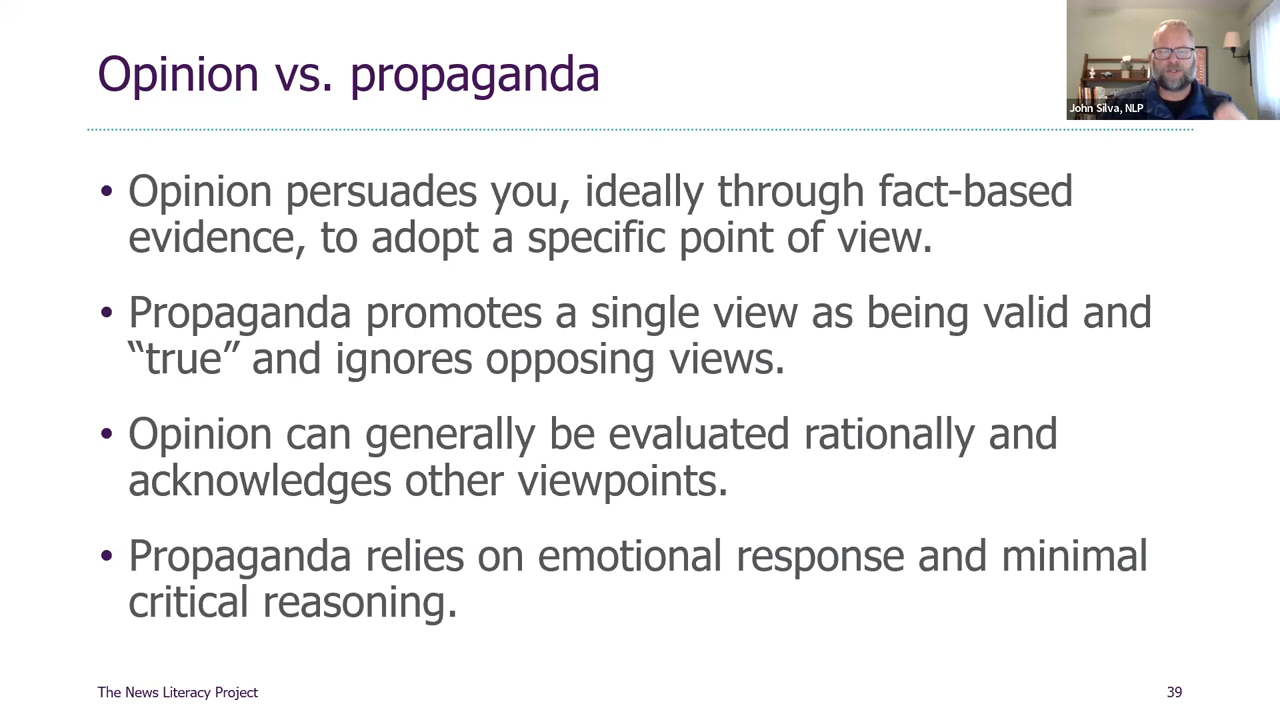 Opinion vs. propaganda
John Silva, NLP
• Opinion persuades you, ideally through fact-based
evidence, to adopt a specific point of view.
• Propaganda promotes a single view as being valid and
“true” and ignores opposing views.
• Opinion can generally be evaluated rationally and
acknowledges other viewpoints.
• Propaganda relies on emotional response and minimal
critical reasoning.
The News Literacy Project
39